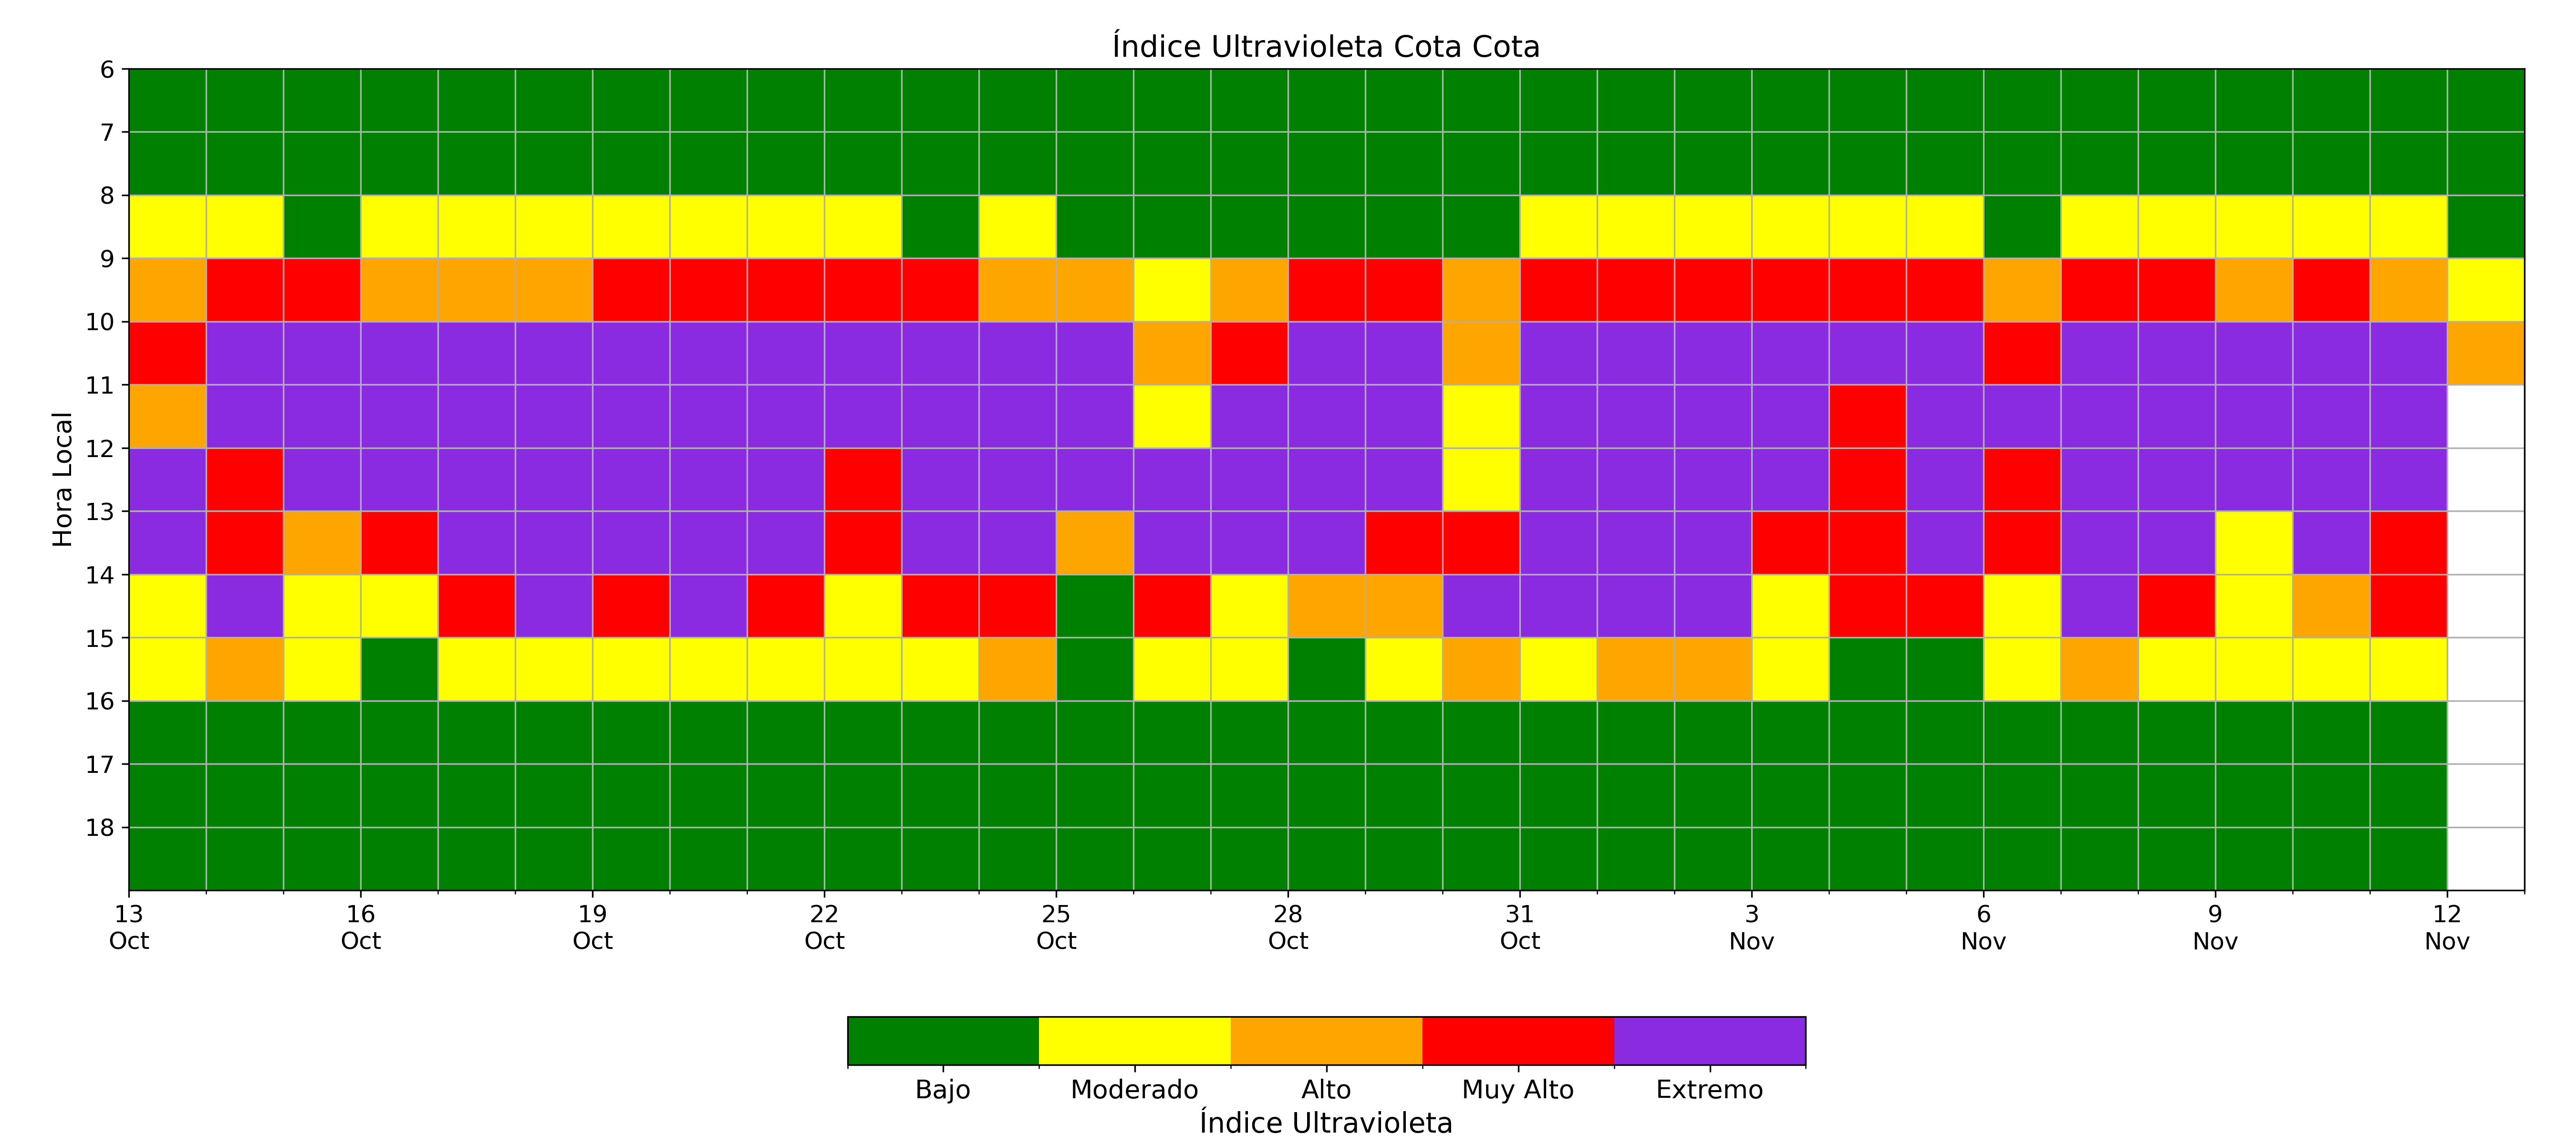 Índice Ultravioleta Cota Cota
Hora Local
6
7
8
9
10
11
12
13
14
15
16
17
18
13 16 19 22 25 28 31 3 6 9 12
Oct Oct Oct Oct Oct Oct Oct Nov Nov Nov Nov
Bajo Moderado Alto Muy Alto Extremo
Índice Ultravioleta